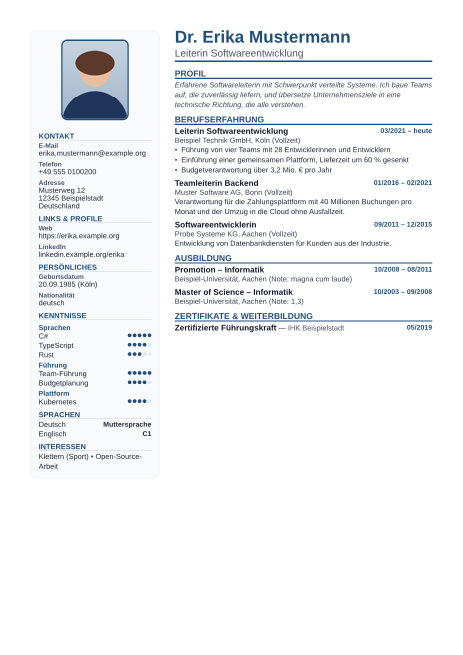 KONTAKT
E-Mail
erika.mustermann@example.org
Telefon
+49 555 0100200
Adresse
Musterweg 12
12345 Beispielstadt
Deutschland
LINKS & PROFILE
Web
https://erika.example.org
LinkedIn
linkedin.example.org/erika
PERSÖNLICHES
Geburtsdatum
20.09.1985 (Köln)
Nationalität
deutsch
KENNTNISSE
Sprachen
C#
TypeScript
Rust
Führung
Team-Führung
Budgetplanung
Plattform
Kubernetes
SPRACHEN
Deutsch Muttersprache
Englisch C1
INTERESSEN
Klettern (Sport) • Open-Source-
Arbeit
Dr. Erika Mustermann
Leiterin Softwareentwicklung
PROFIL
Erfahrene Softwareleiterin mit Schwerpunkt verteilte Systeme. Ich baue Teams
auf, die zuverlässig liefern, und übersetze Unternehmensziele in eine
technische Richtung, die alle verstehen.
BERUFSERFAHRUNG
Leiterin Softwareentwicklung 03/2021 – heute
Beispiel Technik GmbH, Köln (Vollzeit)
• Führung von vier Teams mit 28 Entwicklerinnen und Entwicklern
• Einführung einer gemeinsamen Plattform, Lieferzeit um 60 % gesenkt
• Budgetverantwortung über 3,2 Mio. € pro Jahr
Teamleiterin Backend 01/2016 – 02/2021
Muster Software AG, Bonn (Vollzeit)
Verantwortung für die Zahlungsplattform mit 40 Millionen Buchungen pro
Monat und der Umzug in die Cloud ohne Ausfallzeit.
Softwareentwicklerin 09/2011 – 12/2015
Probe Systeme KG, Aachen (Vollzeit)
Entwicklung von Datenbankdiensten für Kunden aus der Industrie.
AUSBILDUNG
Promotion – Informatik 10/2008 – 08/2011
Beispiel-Universität, Aachen (Note: magna cum laude)
Master of Science – Informatik 10/2003 – 09/2008
Beispiel-Universität, Aachen (Note: 1,3)
ZERTIFIKATE & WEITERBILDUNG
Zertifizierte Führungskraft — IHK Beispielstadt 05/2019